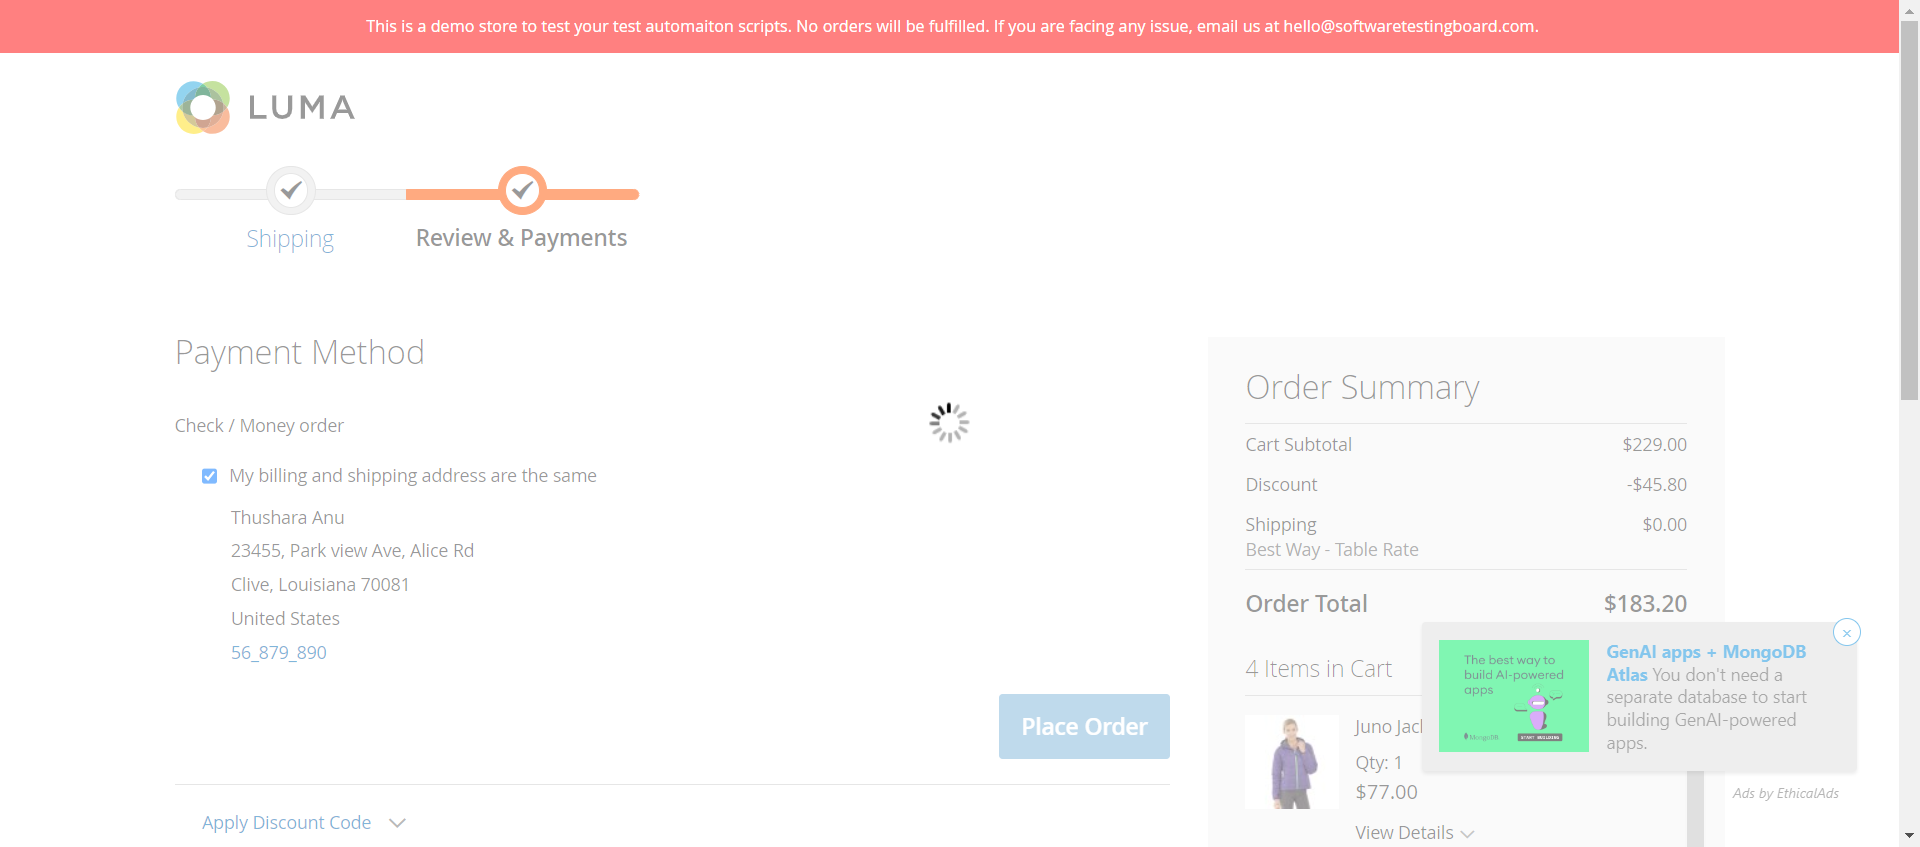 This is a demo store to test your test automaiton scripts. No orders will be fulfilled. If you are facing any issue, email us at hello@softwaretestingboard.com.
LUMA
Shipping
Review & Payments
Payment Method
Check / Money order
My billing and shipping address are the same
Thushara Anu
23455, Park view Ave, Alice Rd
Clive, Louisiana 70081
United States
56_879_890
Place Order
Apply Discount Code
Order Summary
Cart Subtotal $229.00
Discount -$45.80
Shipping $0.00
Best Way - Table Rate
Order Total $183.20
4 Items in Cart
Juno
Qty: 1
$77.00
View Details
The best way to
build AI-powered
apps
MongoDB
START BUILDING
GenAI apps + MongoDB
Atlas You don't need a
separate database to start
building GenAI-powered
apps.
×
Ads by EthicalAds